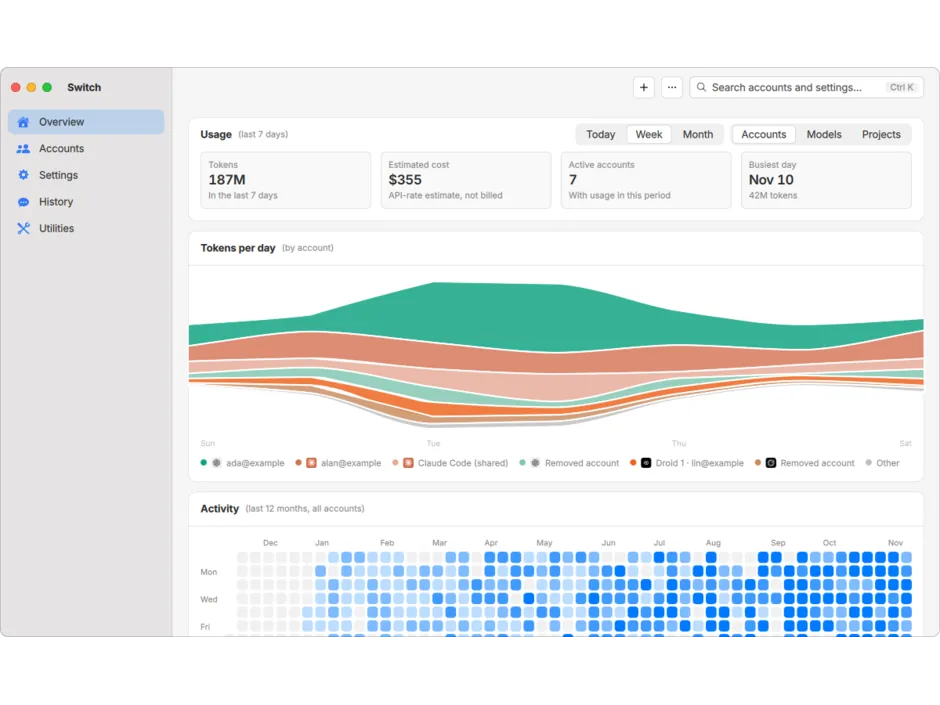 Switch
+
...
Search accounts and settings...
Ctrl K
Overview
Accounts
Settings
History
Utilities
Usage (last 7 days)
Today Week Month
Accounts Models Projects
Tokens
187M
In the last 7 days
Estimated cost
$355
API-rate estimate, not billed
Active accounts
7
With usage in this period
Busiest day
Nov 10
42M tokens
Tokens per day (by account)
Sun Tue Thu Sat
ada@example alan@example Claude Code (shared) Removed account Droid 1 · lin@example Removed account Other
Activity (last 12 months, all accounts)
Dec Jan Feb Mar Apr May Jun Jul Aug Sep Oct Nov
Mon
Wed
Fri